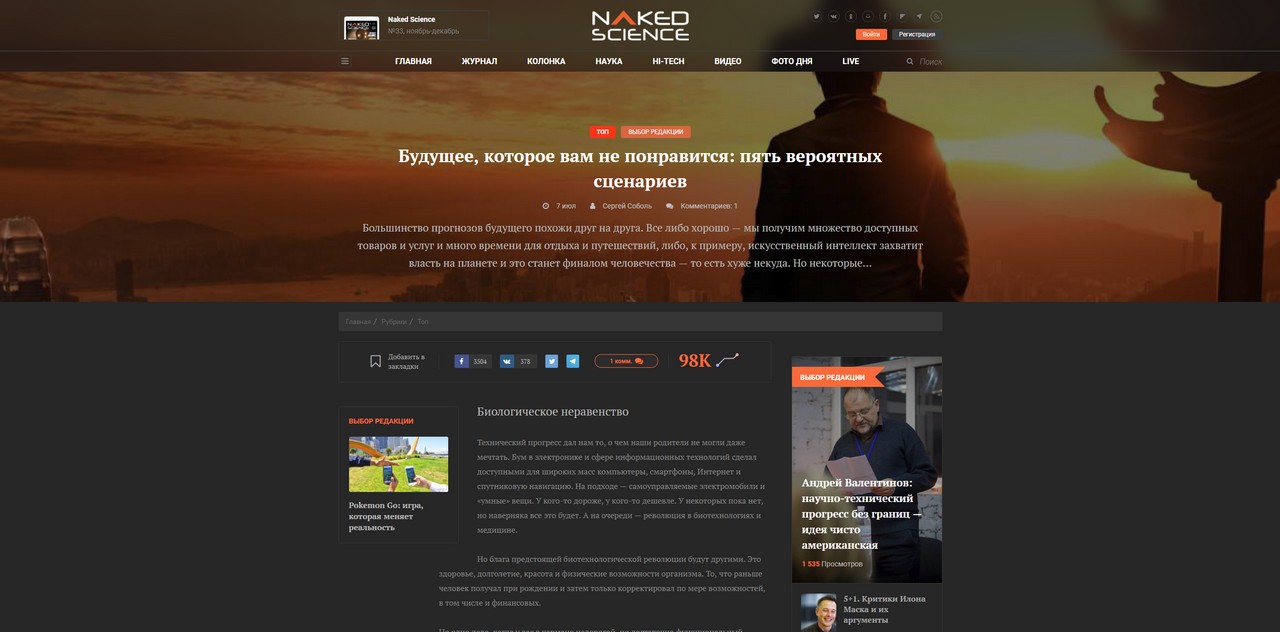 Naked Science
№33, ноябрь-декабрь
NAKED
SCIENCE
Войти
Регистрация
ГЛАВНАЯ
ЖУРНАЛ
КОЛОНКА
НАУКА
HI-TECH
ВИДЕО
ФОТО ДНЯ
LIVE
Поиск
ТОП
ВЫБОР РЕДАКЦИИ
Будущее, которое вам не понравится: пять вероятных
сценариев
7 июл
Сергей Соболь
Комментариев: 1
Большинство прогнозов будущего похожи друг на друга. Все либо хорошо — мы получим множество доступных
товаров и услуг и много времени для отдыха и путешествий, либо, к примеру, искусственный интеллект захватит
власть на планете и это станет финалом человечества — то есть хуже некуда. Но некоторые...
Главная / Рубрики / Топ
Добавить в
закладки
3504
378
1 комм.
98K
ВЫБОР РЕДАКЦИИ
Pokemon Go: игра,
которая меняет
реальность
Биологическое неравенство
Технический прогресс дал нам то, о чем наши родители не могли даже
мечтать. Бум в электронике и сфере информационных технологий сделал
доступными для широких масс компьютеры, смартфоны, Интернет и
спутниковую навигацию. На подходе — самоуправляемые электромобили и
«умные» вещи. У кого-то дороже, у кого-то дешевле. У некоторых пока нет,
но наверняка все это будет. А на очереди — революция в биотехнологиях и
медицине.
Но блага предстоящей биотехнологической революции будут другими. Это
здоровье, долголетие, красота и физические возможности организма. То, что раньше
человек получал при рождении и затем только корректировал по мере возможностей,
в том числе и финансовых.
ВЫБОР РЕДАКЦИИ
Андрей Валентинов:
научно-технический
прогресс без границ —
идея чисто
американская
1 535 Просмотров
5+1. Критики Илона
Маска и их
аргументы